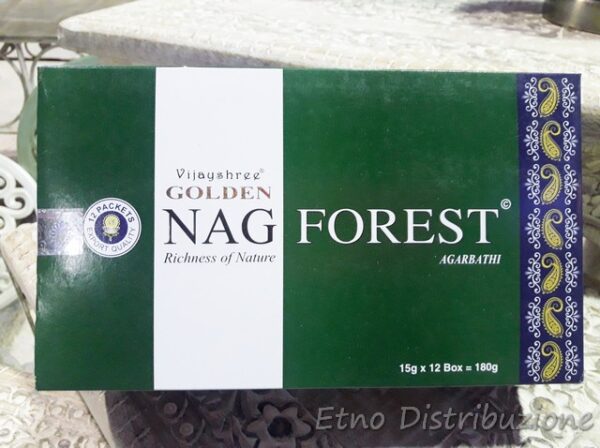 Vijayshree®
GOLDEN
NAG FOREST©
Richness of Nature
AGARBATHI
12 PACKETS
EXPORT QUALITY
15g x 12 Box = 180g
Etno Distribuzione